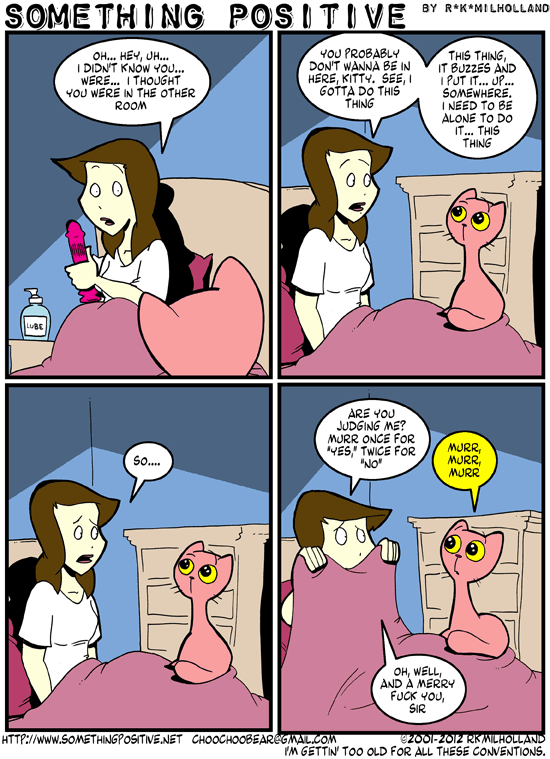 SOMETHING POSITIVE BY R*K*MILHOLLAND
OH... HEY, UH...
I DIDN'T KNOW YOU...
WERE... I THOUGHT
YOU WERE IN THE OTHER
ROOM
LUBE
YOU PROBABLY
DON'T WANNA BE IN
HERE, KITTY. SEE, I
GOTTA DO THIS
THING
THIS THING,
IT BUZZES AND
I PUT IT... UP...
SOMEWHERE.
I NEED TO BE
ALONE TO DO
IT... THIS
THING
SO....
ARE YOU
JUDGING ME?
MURR ONCE FOR
"YES," TWICE FOR
"NO"
MURR,
MURR,
MURR
OH, WELL,
AND A MERRY
FUCK YOU,
SIR
HTTP://WWW.SOMETHINGPOSITIVE.NET CHOOCHOOBEAR@GMAIL.COM ©2001-2012 RKMILHOLLAND
I'M GETTIN' TOO OLD FOR ALL THESE CONVENTIONS.